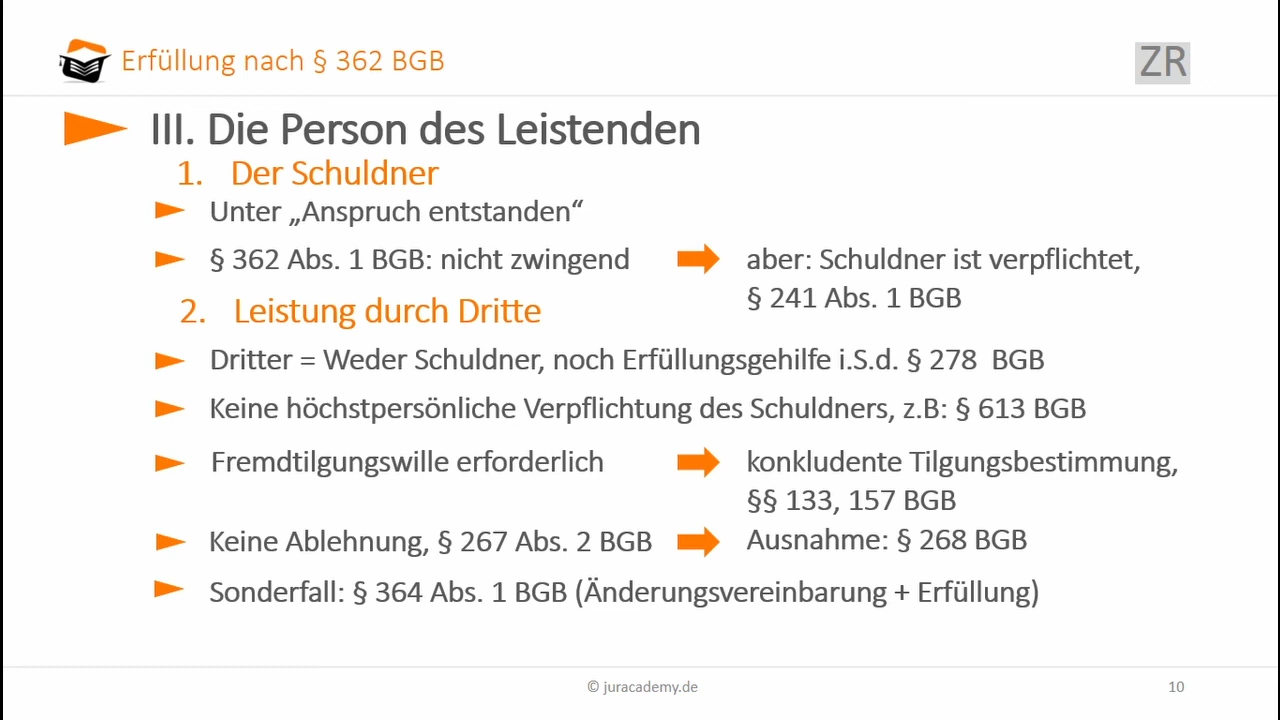 Erfüllung nach § 362 BGB
ZR
III. Die Person des Leistenden
1. Der Schuldner
Unter „Anspruch entstanden“
§ 362 Abs. 1 BGB: nicht zwingend
aber: Schuldner ist verpflichtet,
§ 241 Abs. 1 BGB
2. Leistung durch Dritte
Dritter = Weder Schuldner, noch Erfüllungsgehilfe i.S.d. § 278 BGB
Keine höchstpersönliche Verpflichtung des Schuldners, z.B: § 613 BGB
Fremdtilgungswille erforderlich
konkludente Tilgungsbestimmung,
§§ 133, 157 BGB
Keine Ablehnung, § 267 Abs. 2 BGB
Ausnahme: § 268 BGB
Sonderfall: § 364 Abs. 1 BGB (Änderungsvereinbarung + Erfüllung)
© juracademy.de
10